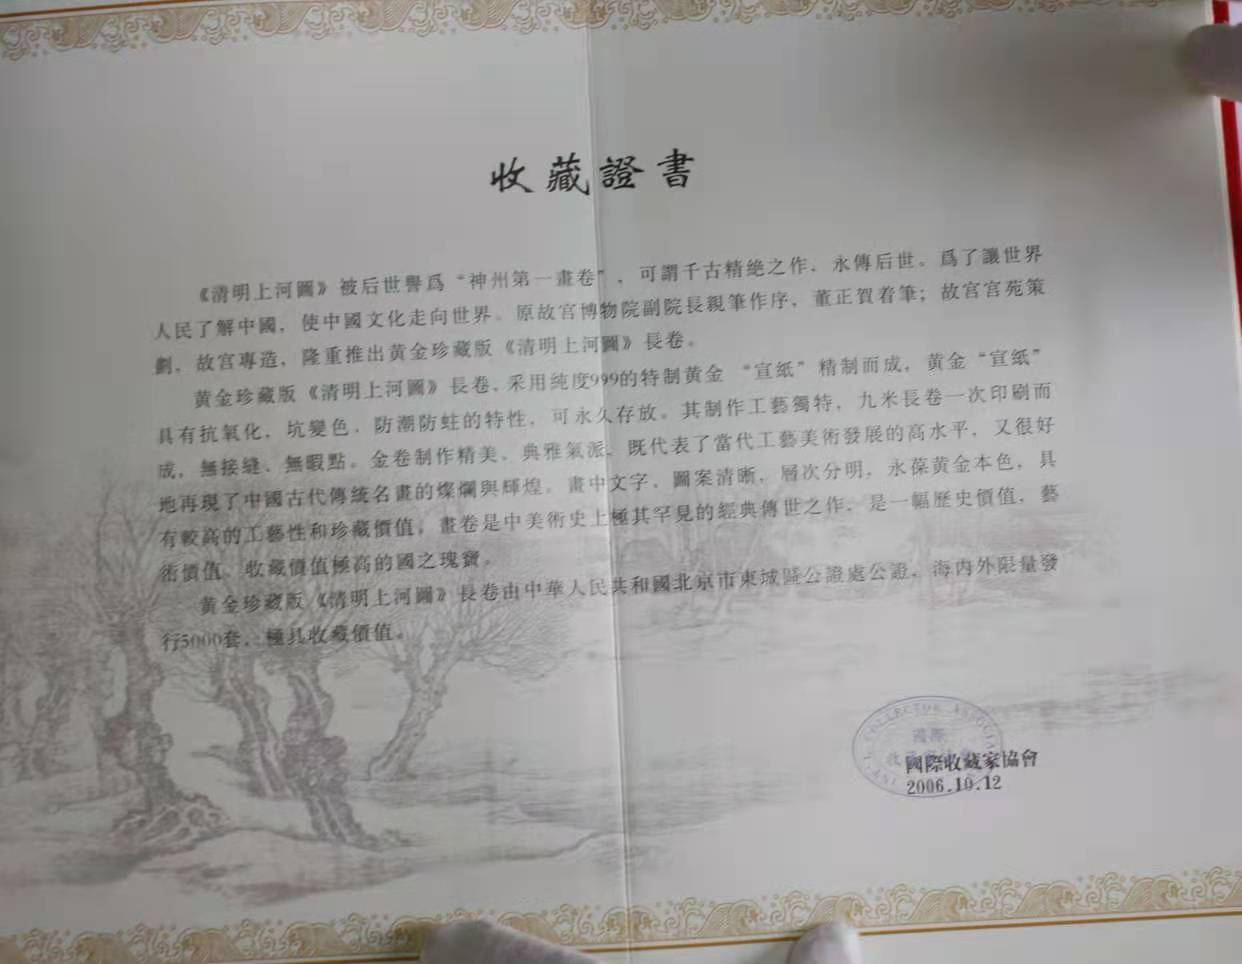 收藏證書
《清明上河圖》被后世譽爲“神州第一畫卷”，可謂千古精绝之作，永傳后世。爲了讓世界
人民了解中國，使中國文化走向世界。原故宫博物院副院長親筆作序，董正賀着筆；故宫宫苑策
劃，故宫專造，隆重推出黄金珍藏版《清明上河圖》長卷。
黄金珍藏版《清明上河圖》長卷、采用純度999的特制黄金 “宣紙”精制而成，黄金“宣紙”
具有抗氧化，坑變色、防潮防蛀的特性，可永久存放。其制作工藝獨特，九米長卷一次印刷而
成，無接縫、無暇點。金卷制作精美、典雅氣派，既代表了當代工藝美術發展的高水平，又很好
地再現了中國古代傳統名畫的燦爛與輝煌。畫中文字，圖案清晰，層次分明，永葆黄金本色，具
有較高的工藝性和珍藏價值，畫卷是中美術史上極其罕見的經典傳世之作，是一幅歷史價值，藝
術價值、收藏價值極高的國之瑰寶。
黄金珍藏版《清明上河圖》長卷由中華人民共和國北京市東城區公證處公證，海内外限量發
行5000套，極具收藏價值。
COLLECTOR ASSOCIA
國際
國際收藏家協會
2006.10.12